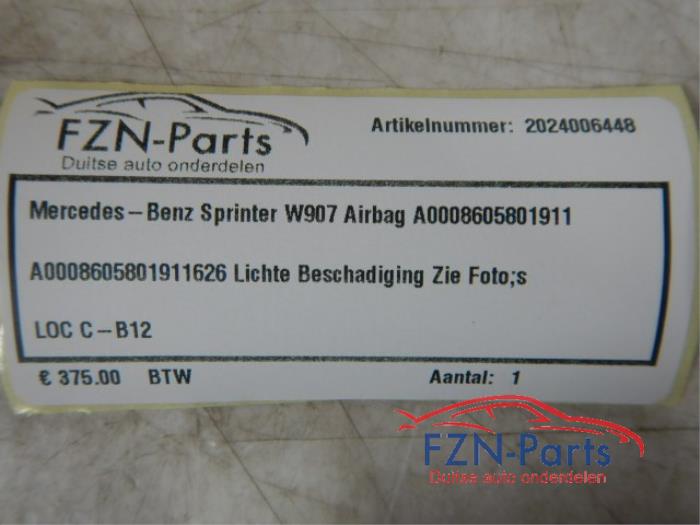 FZN-Parts
Duitse auto onderdelen
Artikelnummer: 2024006448
Mercedes-Benz Sprinter W907 Airbag A0008605801911
A0008605801911626 Lichte Beschadiging Zie Foto;s
LOC C-B12
€ 375.00 BTW Aantal: 1
FZN-Parts
Duitse auto onderdelen